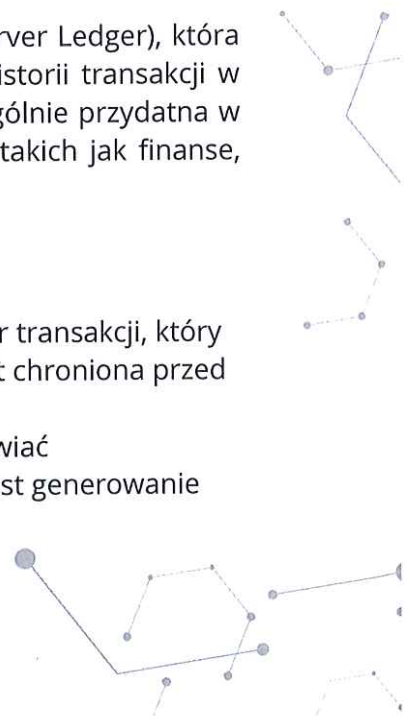 rver Ledger), która
istorii transakcji w
gólnie przydatna w
takich jak finanse,
r transakcji, który
t chroniona przed
wiać
st generowanie